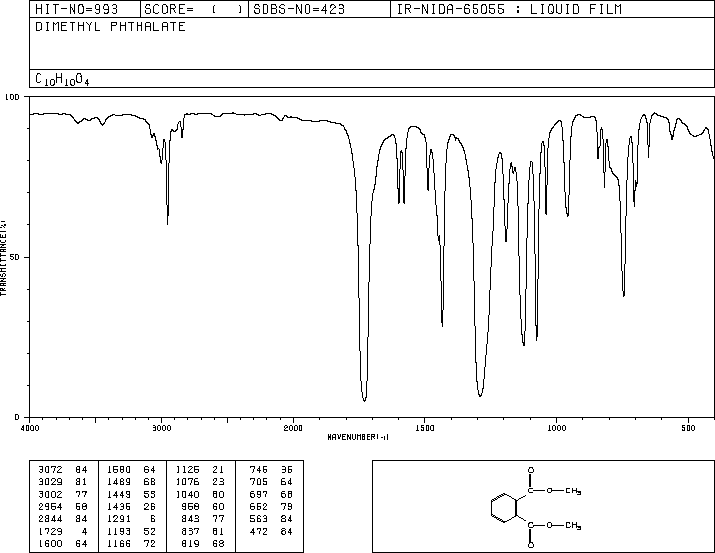 HIT-NO=993 SCORE= ( ) SDBS-NO=423 IR-NIDA-65055 : LIQUID FILM
DIMETHYL PHTHALATE
C10H10O4
100
50
0
TRANSMITTANCE(%)
4000 3000 2000 1500 1000 500
WAVENUMBER(-1)
3072 84 1580 64 1126 21 746 36
3029 81 1489 68 1076 23 705 64
3002 77 1449 55 1040 60 697 68
2954 58 1435 26 958 60 652 79
2844 84 1291 6 843 77 563 84
1729 4 1193 52 837 81 472 84
1600 64 1166 72 819 68
O
C O CH3
C O CH3
O